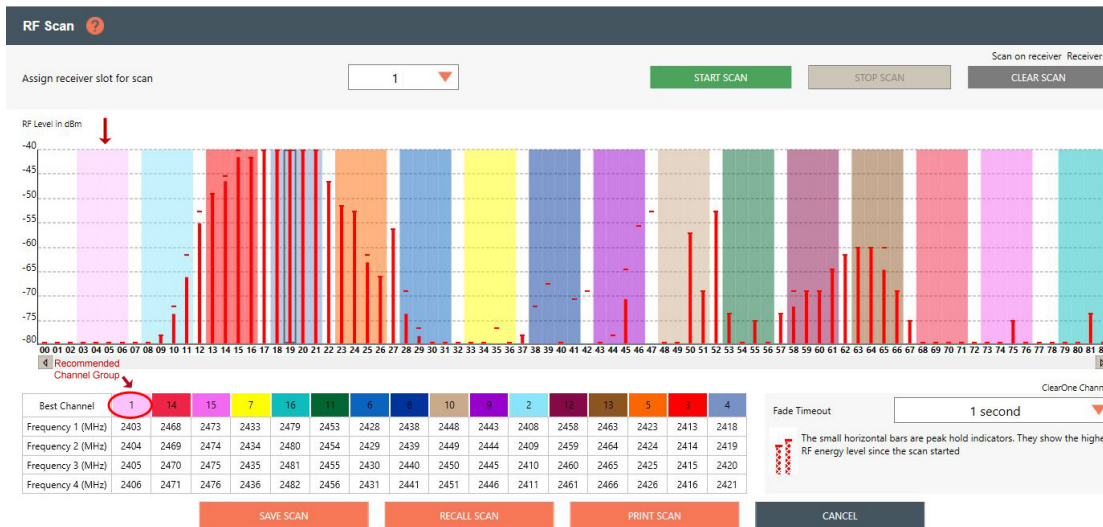 RF Scan ?
Scan on receiver Receiver
Assign receiver slot for scan 1 START SCAN STOP SCAN CLEAR SCAN
RF Level in dBm
-40
-45
-50
-55
-60
-65
-70
-75
-80
00 01 02 03 04 05 06 07 08 09 10 11 12 13 14 15 16 17 18 19 20 21 22 23 24 25 26 27 28 29 30 31 32 33 34 35 36 37 38 39 40 41 42 43 44 45 46 47 48 49 50 51 52 53 54 55 56 57 58 59 60 61 62 63 64 65 66 67 68 69 70 71 72 73 74 75 76 77 78 79 80 81 8
Recommended
Channel Group
ClearOne Chann
Best Channel 1 14 15 7 16 11 6 8 10 9 2 12 13 5 3 4
Frequency 1 (MHz) 2403 2468 2473 2433 2479 2453 2428 2438 2448 2443 2408 2458 2463 2423 2413 2418
Frequency 2 (MHz) 2404 2469 2474 2434 2480 2454 2429 2439 2449 2444 2409 2459 2464 2424 2414 2419
Frequency 3 (MHz) 2405 2470 2475 2435 2481 2455 2430 2440 2450 2445 2410 2460 2465 2425 2415 2420
Frequency 4 (MHz) 2406 2471 2476 2436 2482 2456 2431 2441 2451 2446 2411 2461 2466 2426 2416 2421
Fade Timeout 1 second
The small horizontal bars are peak hold indicators. They show the highe
RF energy level since the scan started
SAVE SCAN RECALL SCAN PRINT SCAN CANCEL